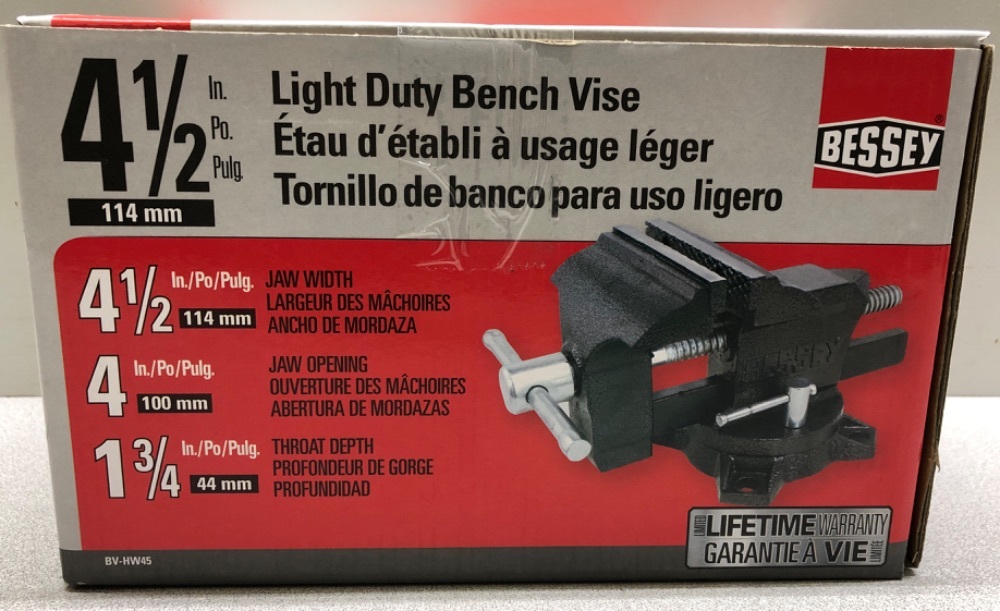 4 1/2 In.
Po.
Pulg.
114 mm
Light Duty Bench Vise
Étau d'établi à usage léger
Tornillo de banco para uso ligero
BESSEY®
4 1/2 In./Po/Pulg.
114 mm
JAW WIDTH
LARGEUR DES MÂCHOIRES
ANCHO DE MORDAZA
4 In./Po/Pulg.
100 mm
JAW OPENING
OUVERTURE DES MÂCHOIRES
ABERTURA DE MORDAZAS
1 3/4 In./Po/Pulg.
44 mm
THROAT DEPTH
PROFONDEUR DE GORGE
PROFUNDIDAD
BESSEY
LIMITED LIFETIME WARRANTY
GARANTIE À VIE LIMITÉE
BV-HW45